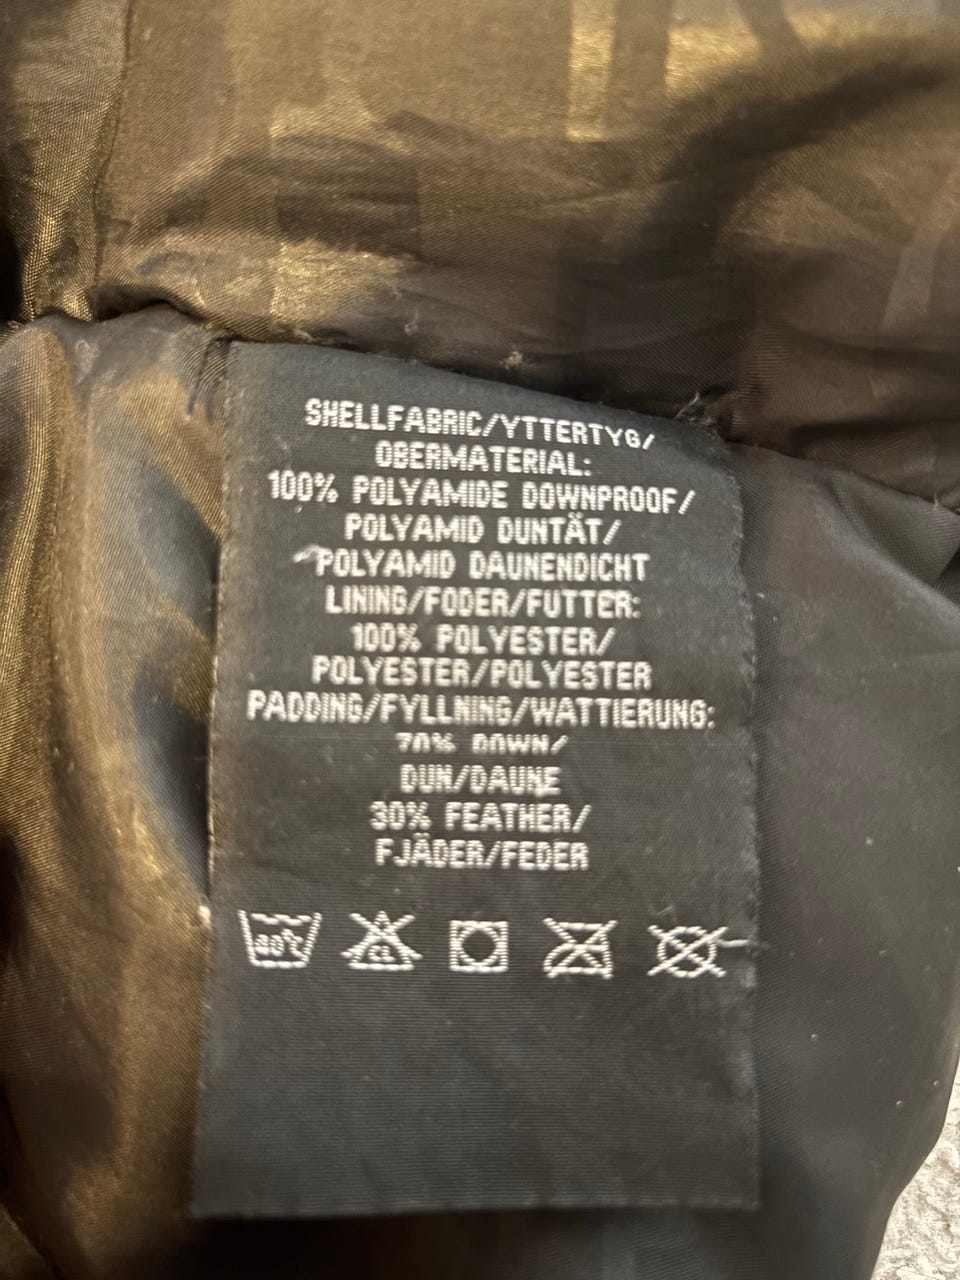 SHELLFABRIC/YTTERTYG/
OBERMATERIAL:
100% POLYAMIDE DOWNPROOF/
POLYAMID DUNTÄT/
POLYAMID DAUNENDICHT
LINING/FODER/FUTTER:
100% POLYESTER/
POLYESTER/POLYESTER
PADDING/FYLLNING/WATTIERUNG:
70% DOWN/
DUN/DAUNE
30% FEATHER/
FJÄDER/FEDER